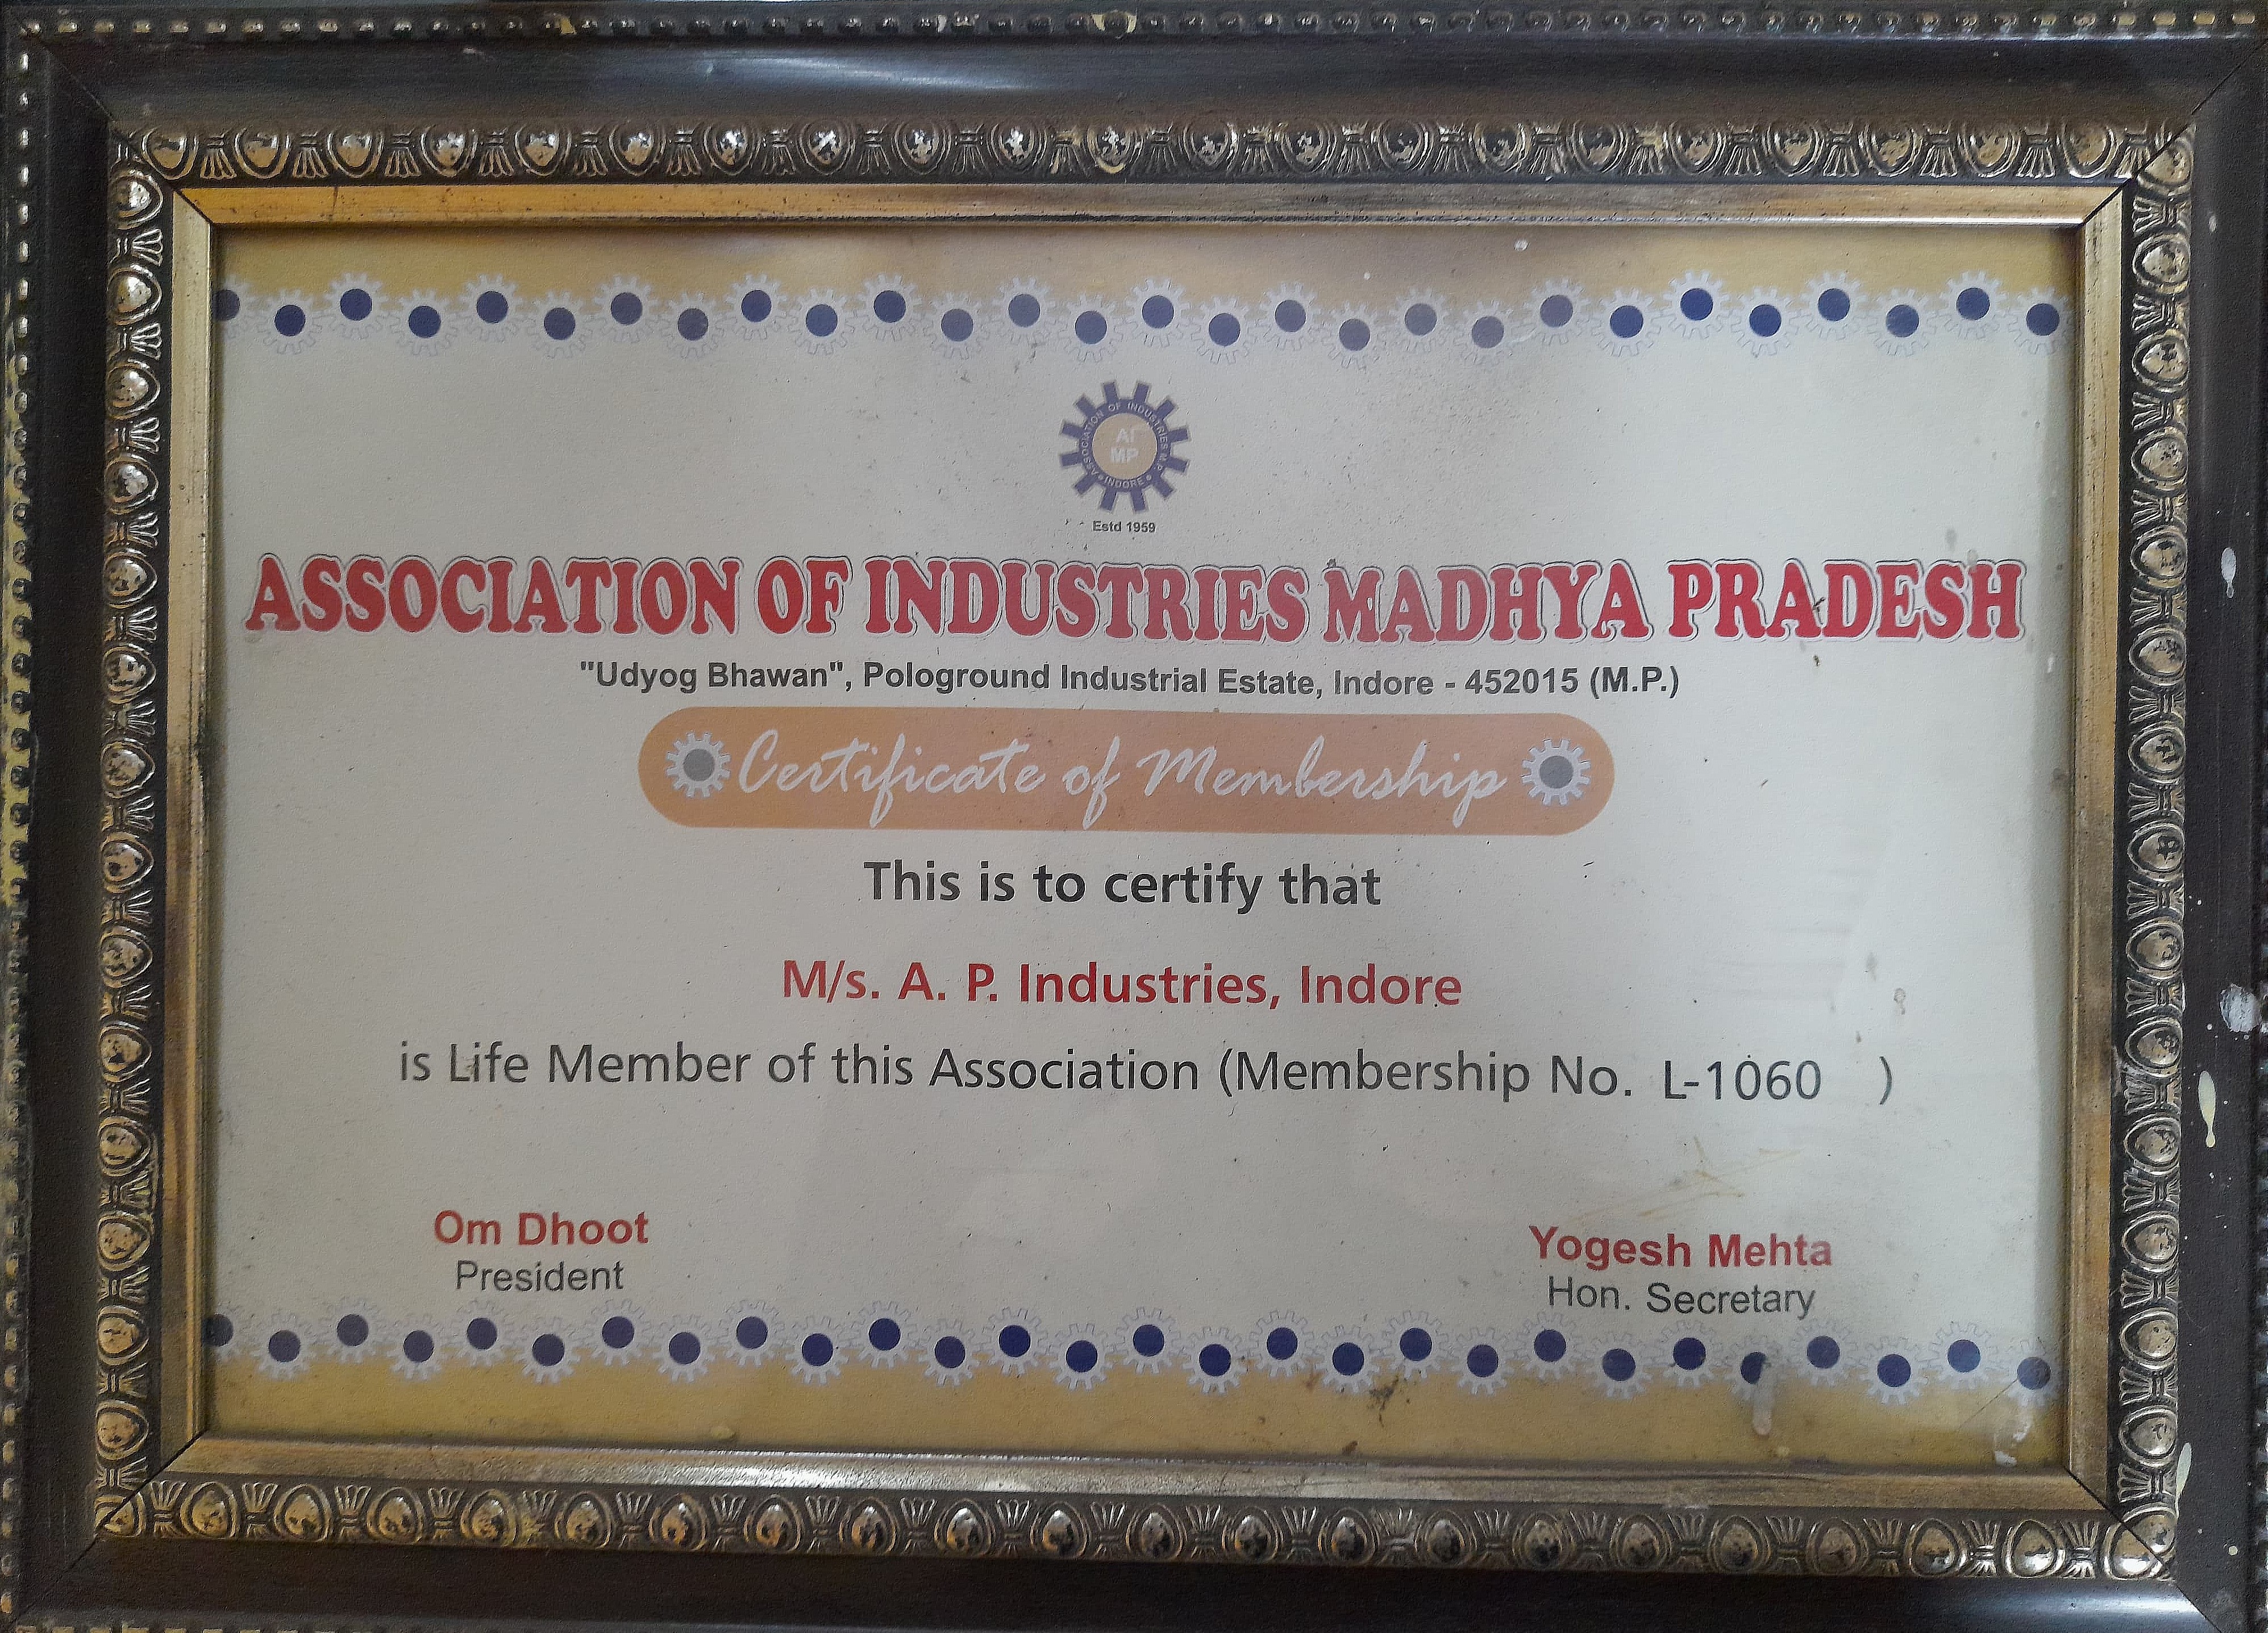 ASSOCIATION OF INDUSTRIES M.P.
INDORE
AI
MP
Estd 1959
ASSOCIATION OF INDUSTRIES MADHYA PRADESH
"Udyog Bhawan", Pologround Industrial Estate, Indore - 452015 (M.P.)
Certificate of Membership
This is to certify that
M/s. A. P. Industries, Indore
is Life Member of this Association (Membership No. L-1060 )
Om Dhoot
President
Yogesh Mehta
Hon. Secretary